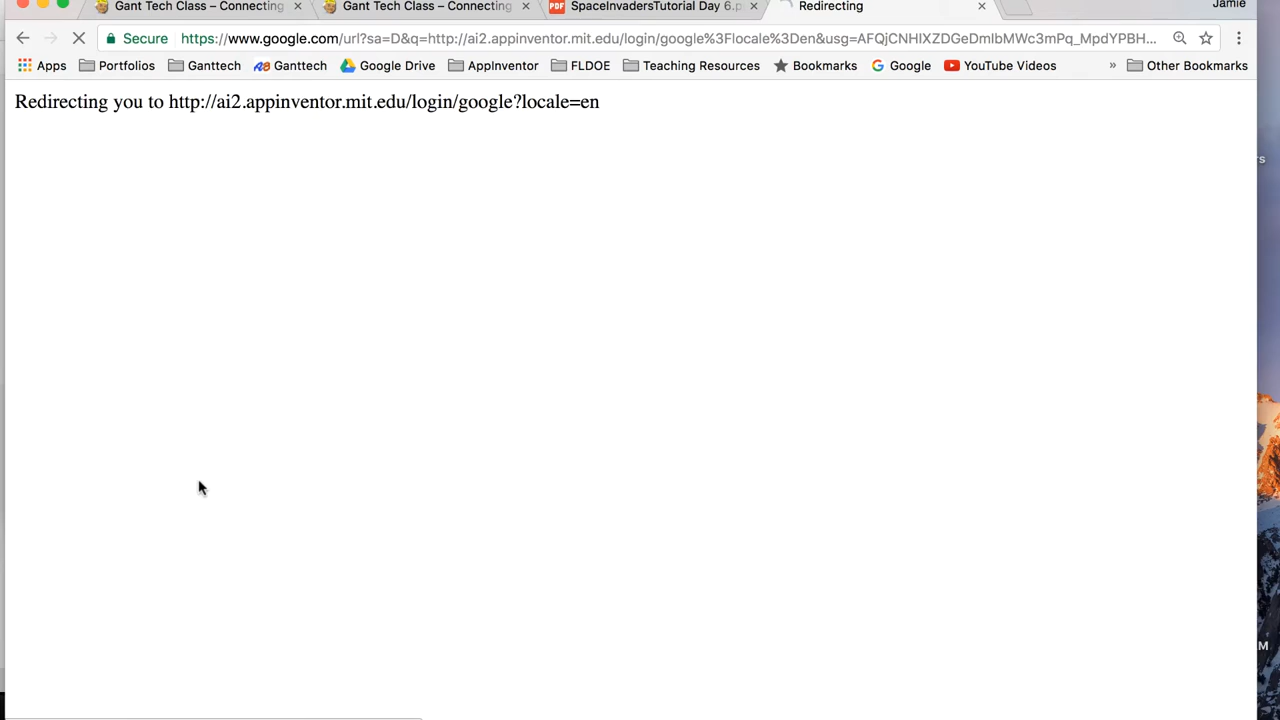 Gant Tech Class – Connecting
Gant Tech Class – Connecting
PDF SpaceInvadersTutorial Day 6.p
Redirecting
Jamie
Secure https://www.google.com/url?sa=D&q=http://ai2.appinventor.mit.edu/login/google%3Flocale%3Den&usg=AFQjCNHIXZDGeDmIbMWc3mPq_MpdYPBH...
Apps Portfolios Ganttech Ganttech Google Drive AppInventor FLDOE Teaching Resources Bookmarks Google YouTube Videos » Other Bookmarks
Redirecting you to http://ai2.appinventor.mit.edu/login/google?locale=en
rs
M